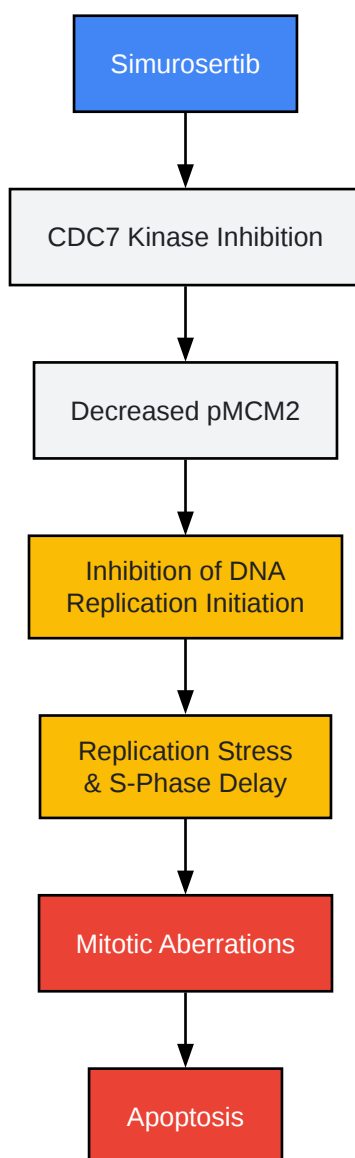 Simurosertib
CDC7 Kinase Inhibition
Decreased pMCM2
Inhibition of DNA
Replication Initiation
Replication Stress
& S-Phase Delay
Mitotic Aberrations
Apoptosis